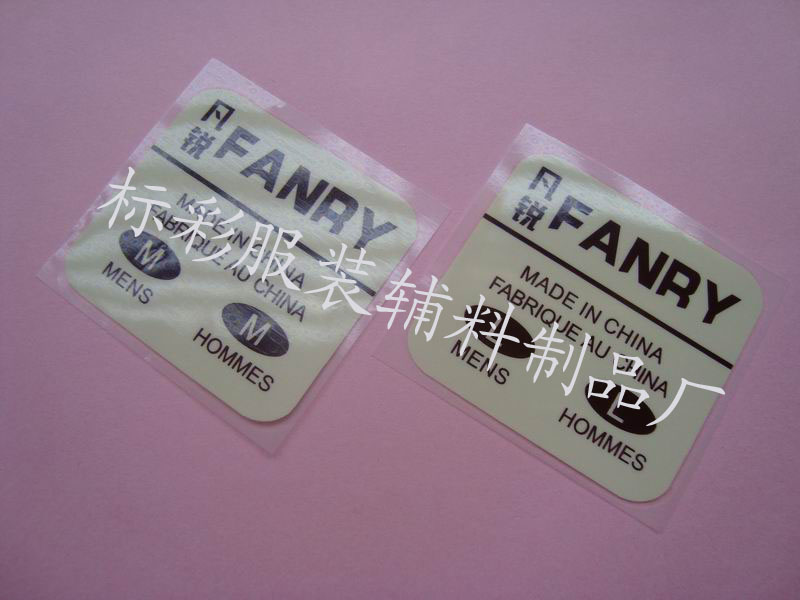 凡锐 FANRY
MADE IN CHINA
FABRIQUE AU CHINA
M M
MENS HOMMES
凡锐 FANRY
MADE IN CHINA
FABRIQUE AU CHINA
L
MENS HOMMES
标彩服装辅料制品厂